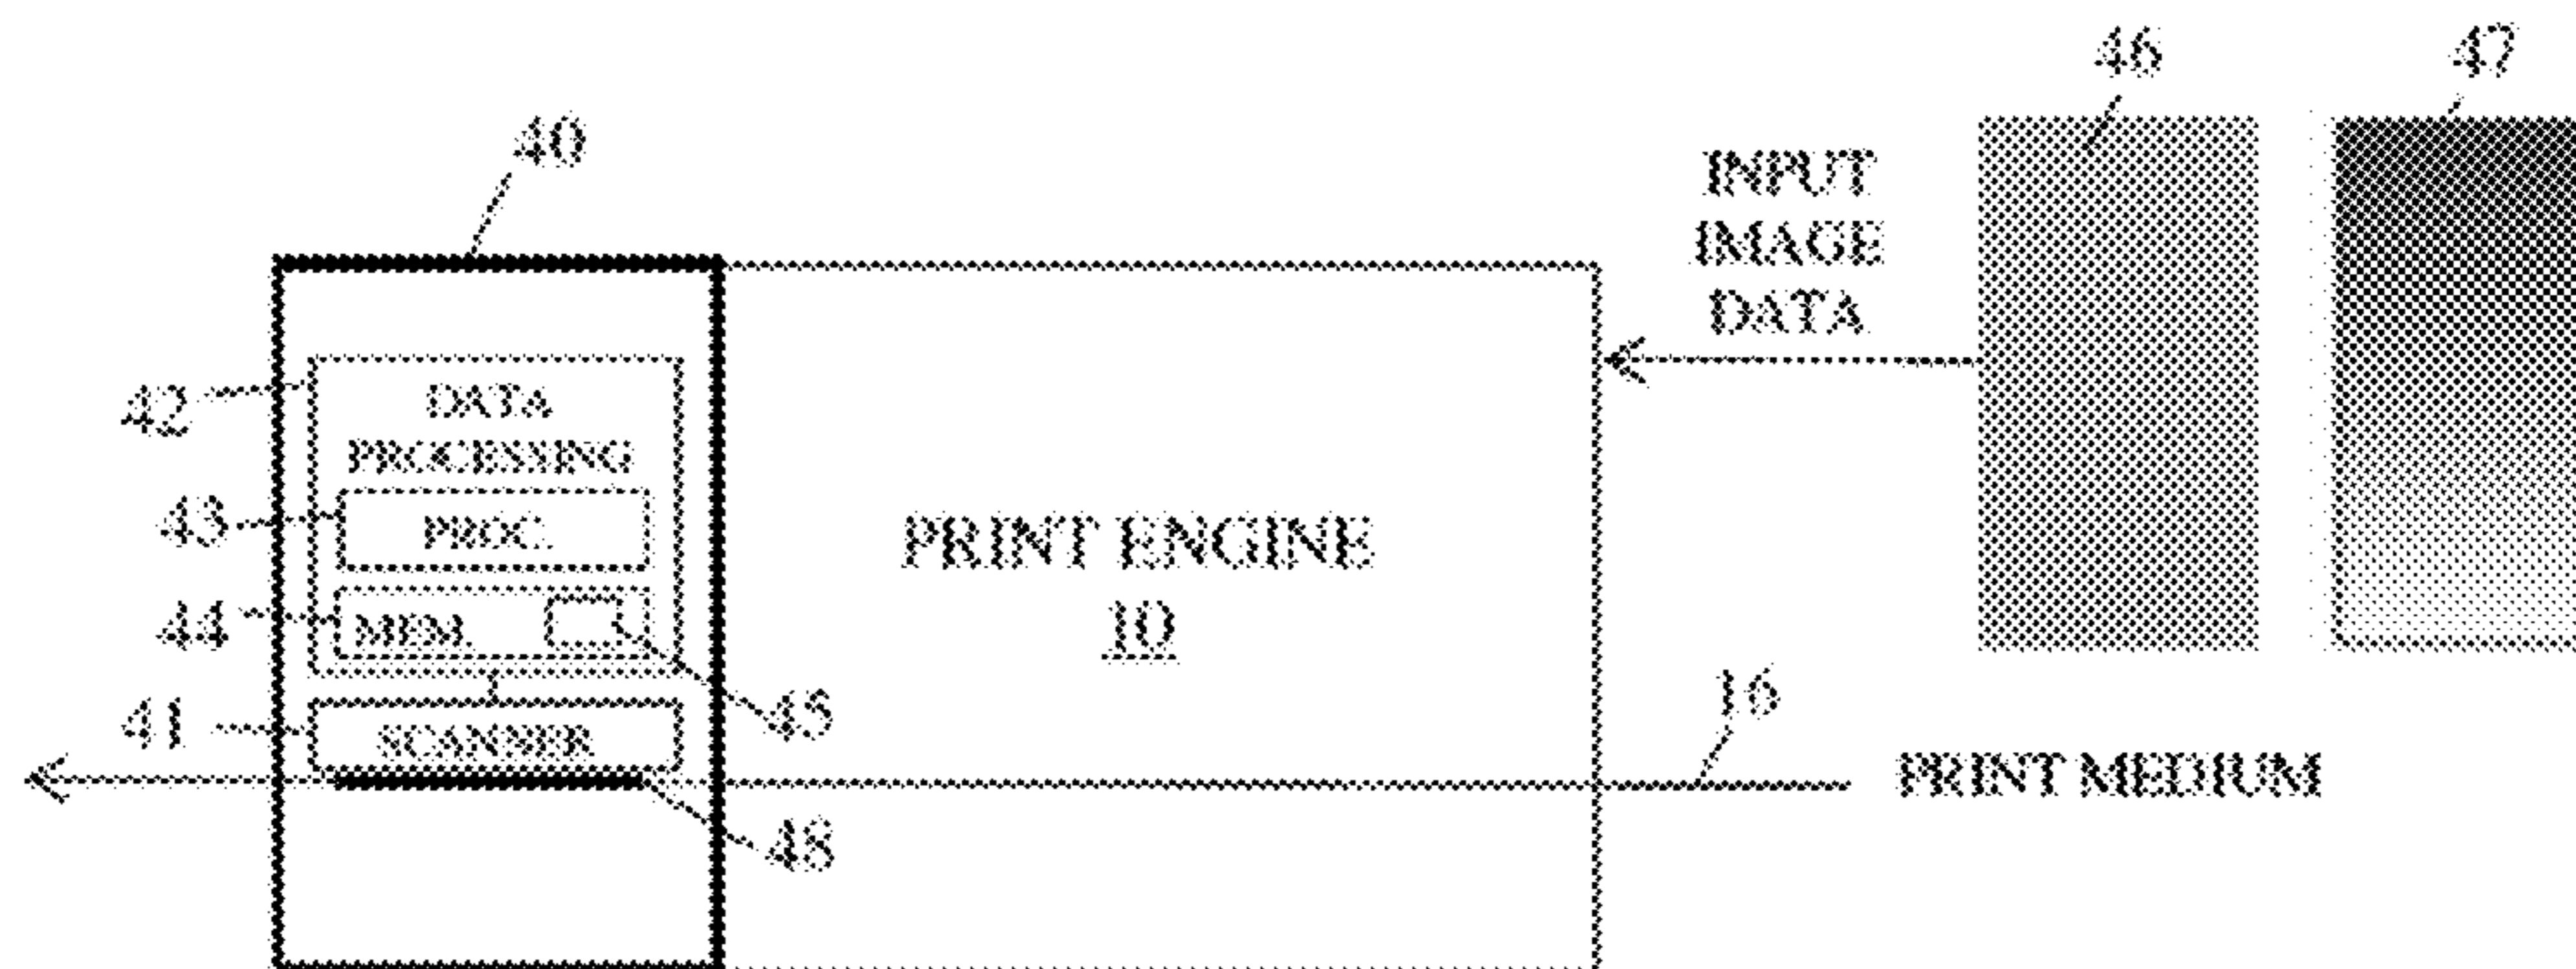 46
47
40
INPUT
IMAGE
DATA
42
DATA
PROCESSING
43
PROC.
PRINT ENGINE
10
44
MEM.
45
16
41
SCANNER
PRINT MEDIUM
48